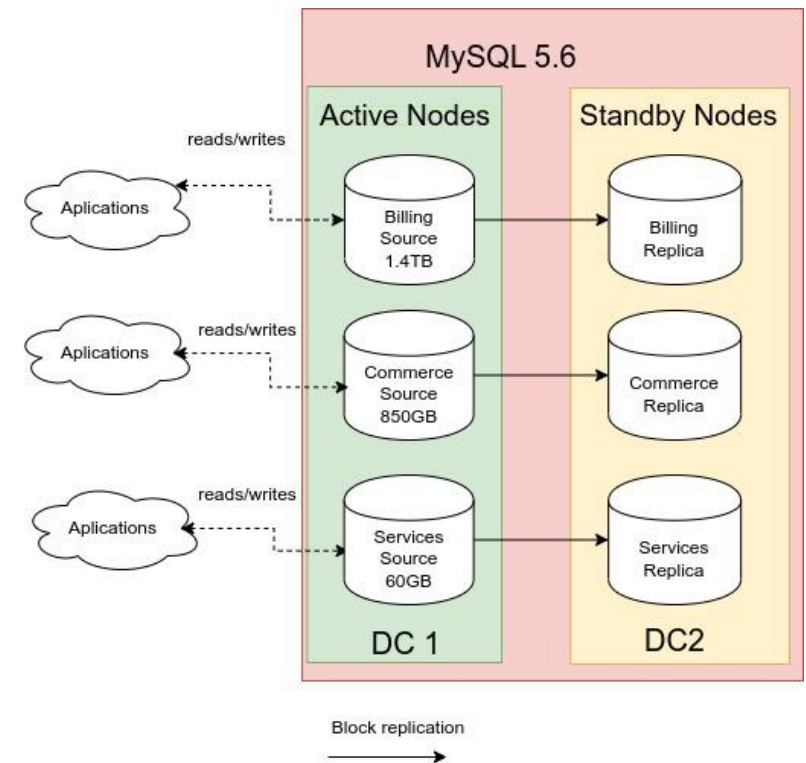 MySQL 5.6
Active Nodes
Standby Nodes
reads/writes
Aplications
Billing
Source
1.4TB
Billing
Replica
reads/writes
Aplications
Commerce
Source
850GB
Commerce
Replica
reads/writes
Aplications
Services
Source
60GB
Services
Replica
DC 1
DC2
Block replication